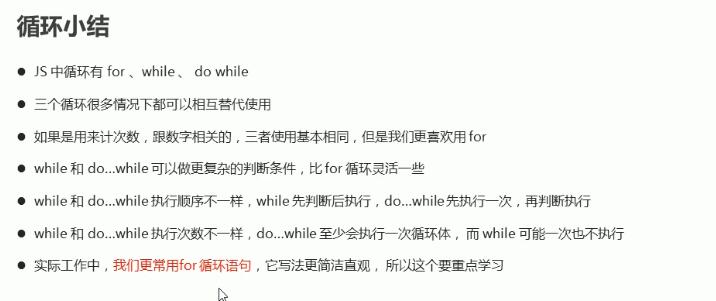 循环小结
● JS 中循环有 for 、while 、 do while
● 三个循环很多情况下都可以相互替代使用
● 如果是用来计次数，跟数字相关的，三者使用基本相同，但是我们更喜欢用 for
● while 和 do…while 可以做更复杂的判断条件，比 for 循环灵活一些
● while 和 do…while 执行顺序不一样，while 先判断后执行，do…while 先执行一次，再判断执行
● while 和 do…while 执行次数不一样，do…while 至少会执行一次循环体， 而 while 可能一次也不执行
● 实际工作中，我们更常用for 循环语句，它写法更简洁直观， 所以这个要重点学习